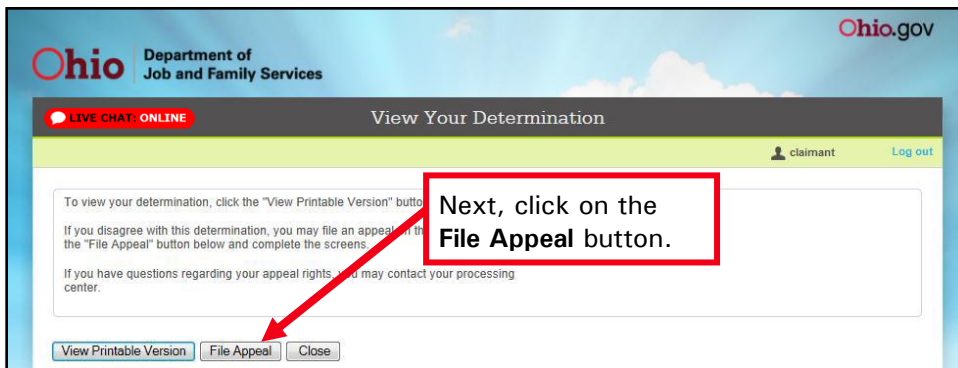 Ohio.gov
Ohio Department of
Job and Family Services
LIVE CHAT: ONLINE
View Your Determination
claimant Log out
To view your determination, click the "View Printable Version" butto
If you disagree with this determination, you may file an appeal
the "File Appeal" button below and complete the screens.
If you have questions regarding your appeal rights, you may contact your processing
center.
Next, click on the
File Appeal button.
View Printable Version File Appeal Close